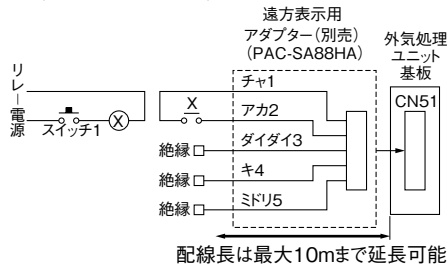 遠方表示用
アダプター(別売)
(PAC-SA88HA)
外気処理
ユニット
基板
リレー電源
スイッチ1
X
X
チャ1
アカ2
絶縁
ダイダイ3
絶縁
キ4
絶縁
ミドリ5
CN51
配線長は最大10mまで延長可能